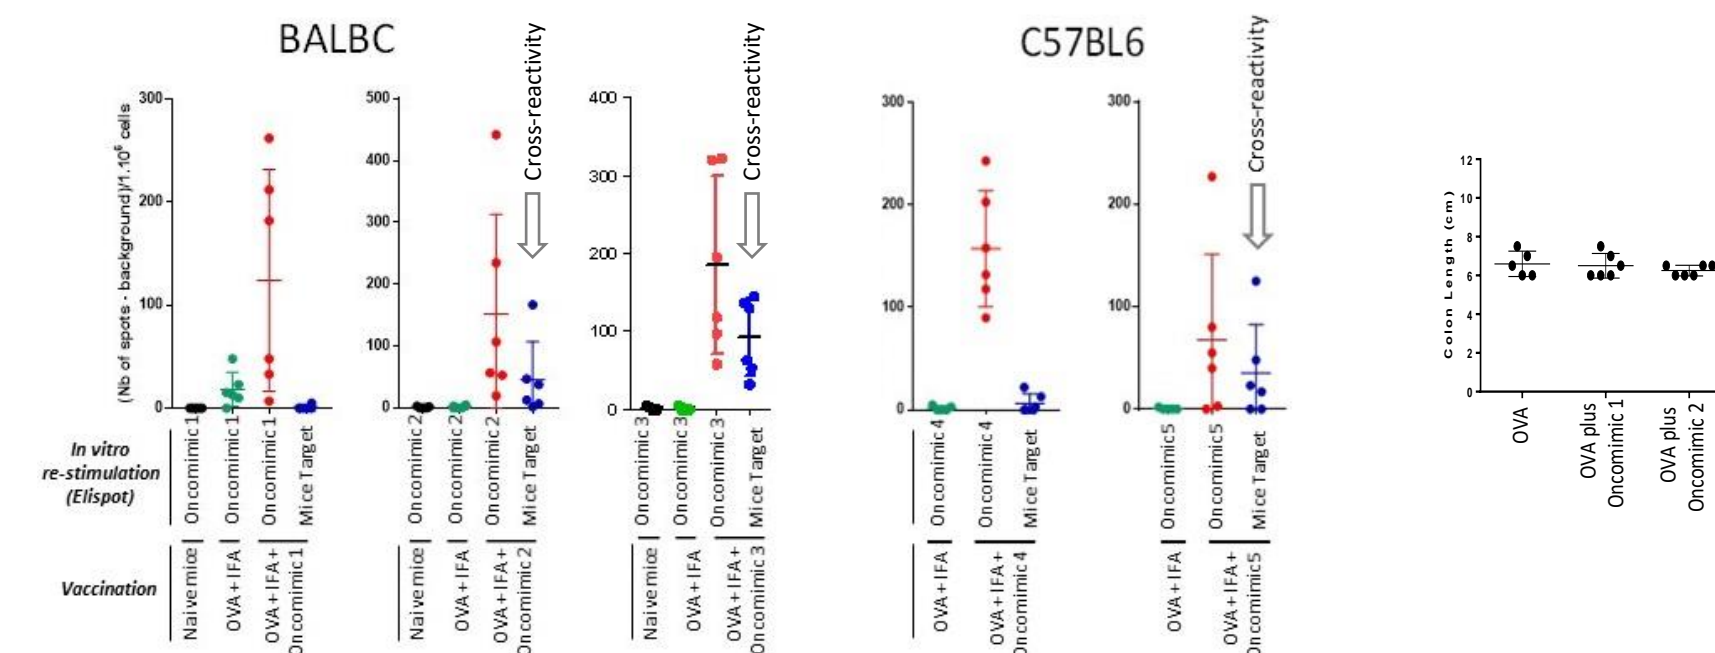 BALBC
C57BL6
Cross-reactivity
Cross-reactivity
Cross-reactivity
(Nb of spots - background)/1.10⁶ cells
300
200
100
0
500
400
300
200
100
0
400
300
200
100
0
300
200
100
0
300
200
100
0
Colon Length (cm)
12
10
8
6
4
2
0
In vitro
re-stimulation
(Elispot)
Oncomimic 1
Oncomimic 1
Oncomimic 1
Mice Target
Oncomimic 2
Oncomimic 2
Oncomimic 2
Mice Target
Oncomimic 3
Oncomimic 3
Oncomimic 3
Mice Target
Oncomimic 4
Oncomimic 4
Mice Target
Oncomimic 5
Oncomimic 5
Mice Target
OVA
OVA plus
Oncomimic 1
OVA plus
Oncomimic 2
Vaccination
Naive mice
OVA + IFA
OVA + IFA +
Oncomimic 1
Naive mice
OVA + IFA
OVA + IFA +
Oncomimic 2
Naive mice
OVA + IFA
OVA + IFA +
Oncomimic 3
OVA + IFA
OVA + IFA +
Oncomimic 4
OVA + IFA
OVA + IFA +
Oncomimic 5